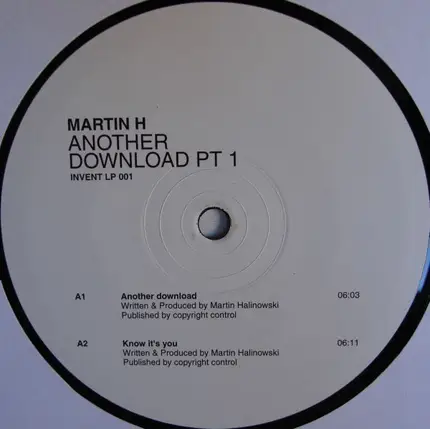 MARTIN H
ANOTHER
DOWNLOAD PT 1
INVENT LP 001
A1 Another download 06:03
Written & Produced by Martin Halinowski
Published by copyright control
A2 Know it's you 06:11
Written & Produced by Martin Halinowski
Published by copyright control